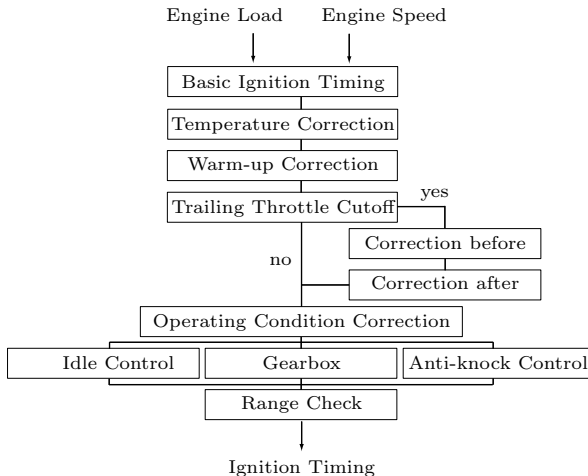 Engine Load Engine Speed
Basic Ignition Timing
Temperature Correction
Warm-up Correction
Trailing Throttle Cutoff
yes
Correction before
no
Correction after
Operating Condition Correction
Idle Control Gearbox Anti-knock Control
Range Check
Ignition Timing